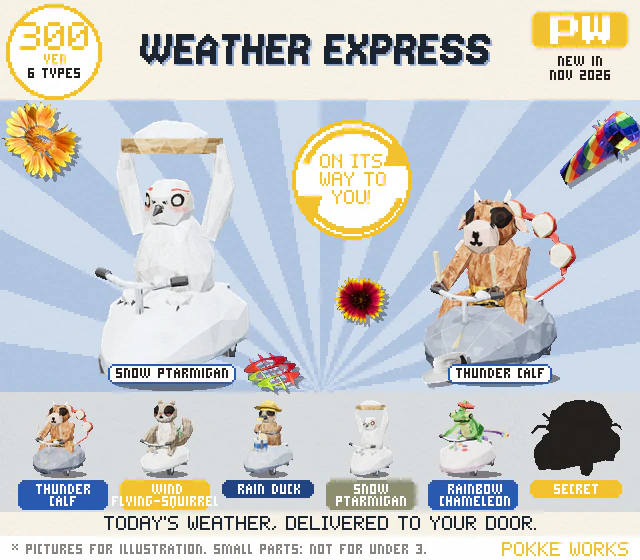 300
YEN
6 TYPES
WEATHER EXPRESS
PW
NEW IN
NOV 2026
ON ITS
WAY TO
YOU!
SNOW PTARMIGAN
THUNDER CALF
THUNDER
CALF
WIND
FLYING-SQUIRREL
RAIN DUCK
SNOW
PTARMIGAN
RAINBOW
CHAMELEON
SECRET
TODAY'S WEATHER, DELIVERED TO YOUR DOOR.
* PICTURES FOR ILLUSTRATION. SMALL PARTS: NOT FOR UNDER 3.
POKKE WORKS